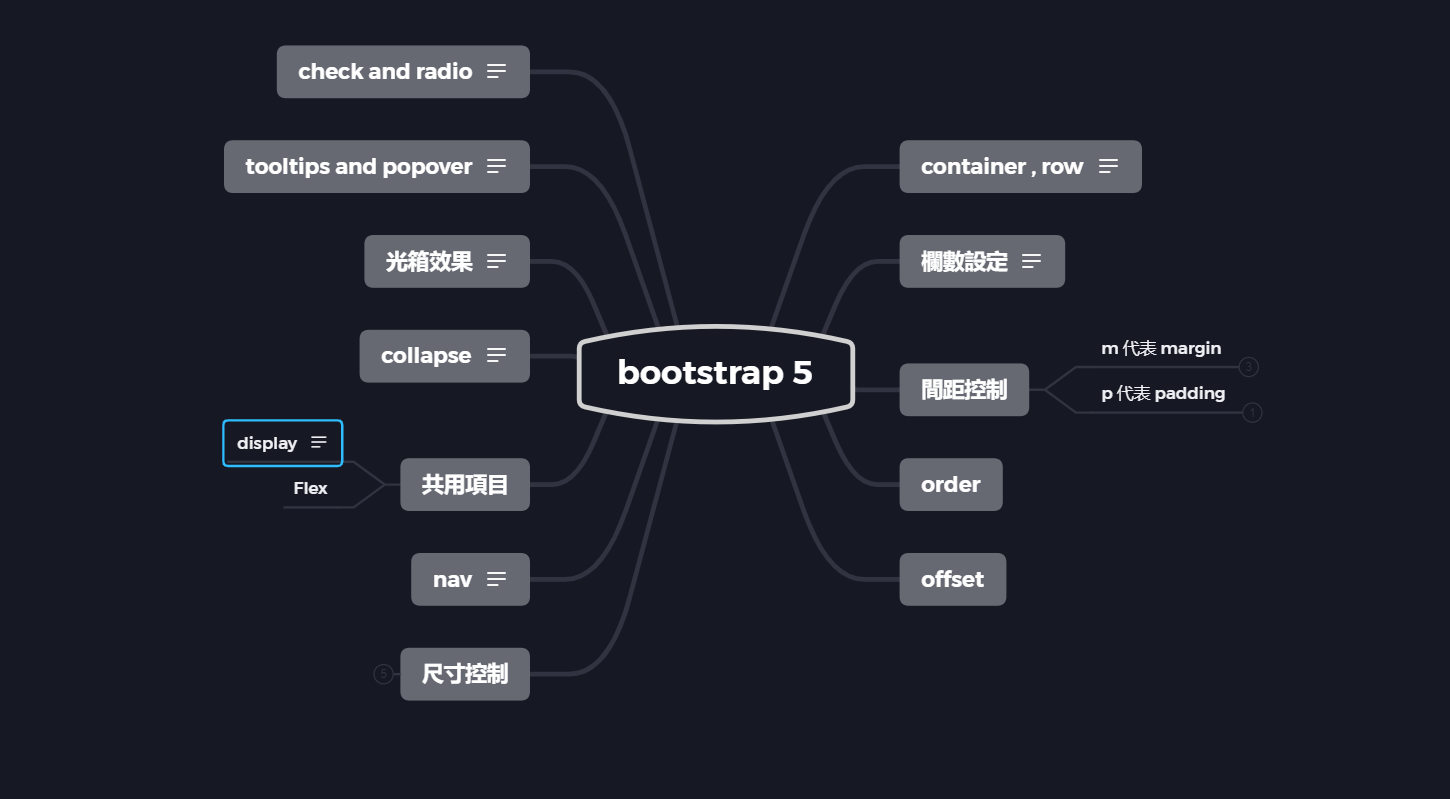 check and radio
tooltips and popover
光箱效果
collapse
display
Flex
共用項目
nav
5
尺寸控制
bootstrap 5
container , row
欄數設定
間距控制
m 代表 margin
3
p 代表 padding
1
order
offset